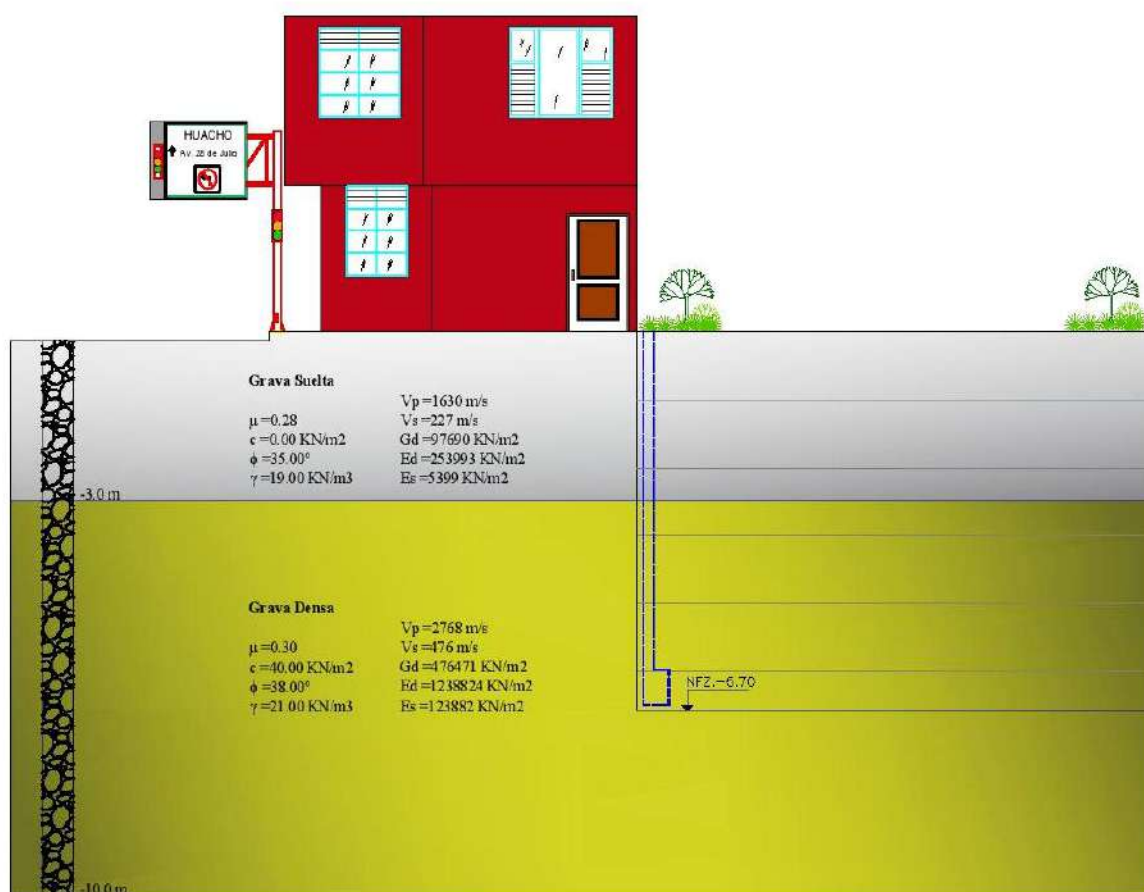 HUACHO
Av. 28 de Julio
Grava Suelta
Vp =1630 m/s
μ =0.28 Vs =227 m/s
c =0.00 KN/m2 Gd =97690 KN/m2
ϕ =35.00° Ed =253993 KN/m2
γ =19.00 KN/m3 Es =5399 KN/m2
-3.0 m
Grava Densa
Vp =2768 m/s
μ =0.30 Vs =476 m/s
c =40.00 KN/m2 Gd =476471 KN/m2
ϕ =38.00° Ed =1238824 KN/m2
γ =21.00 KN/m3 Es =123882 KN/m2
NFZ.-6.70
-10.0 m